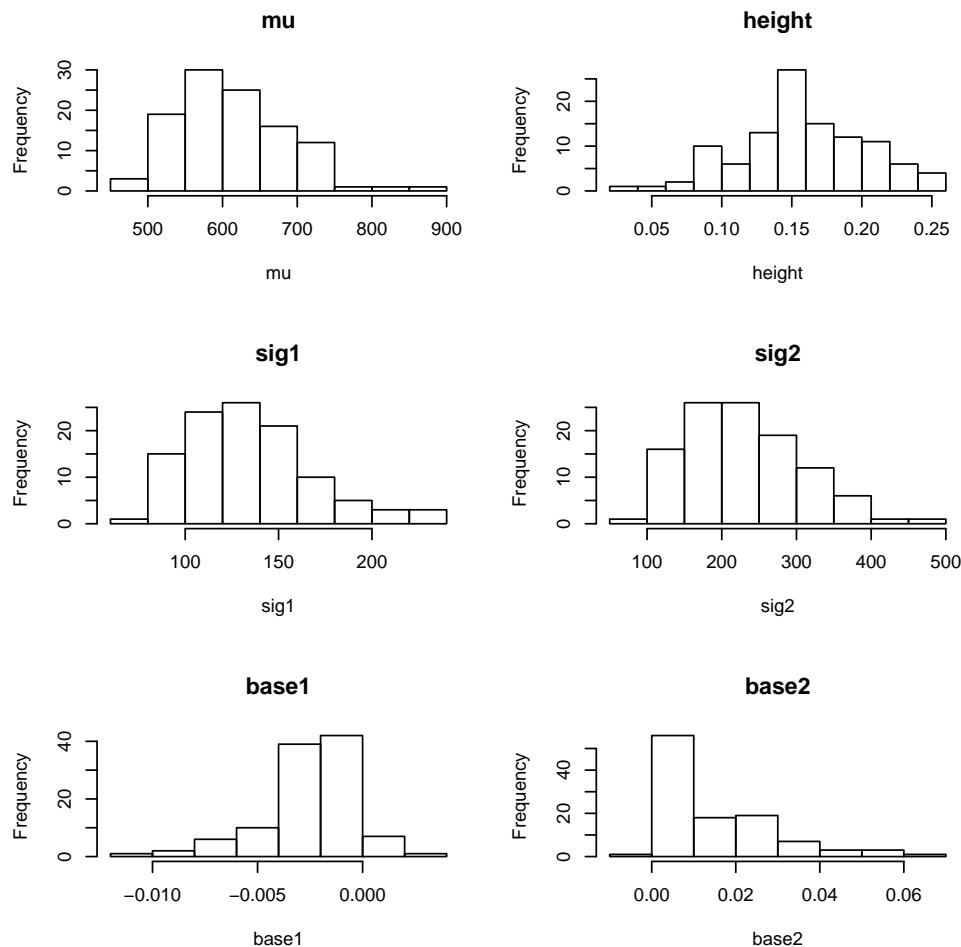 mu
Frequency
0 10 20 30
500 600 700 800 900
mu
height
Frequency
0 10 20
0.05 0.10 0.15 0.20 0.25
height
sig1
Frequency
0 10 20
100 150 200
sig1
sig2
Frequency
0 10 20
100 200 300 400 500
sig2
base1
Frequency
0 20 40
−0.010 −0.005 0.000
base1
base2
Frequency
0 20 40
0.00 0.02 0.04 0.06
base2